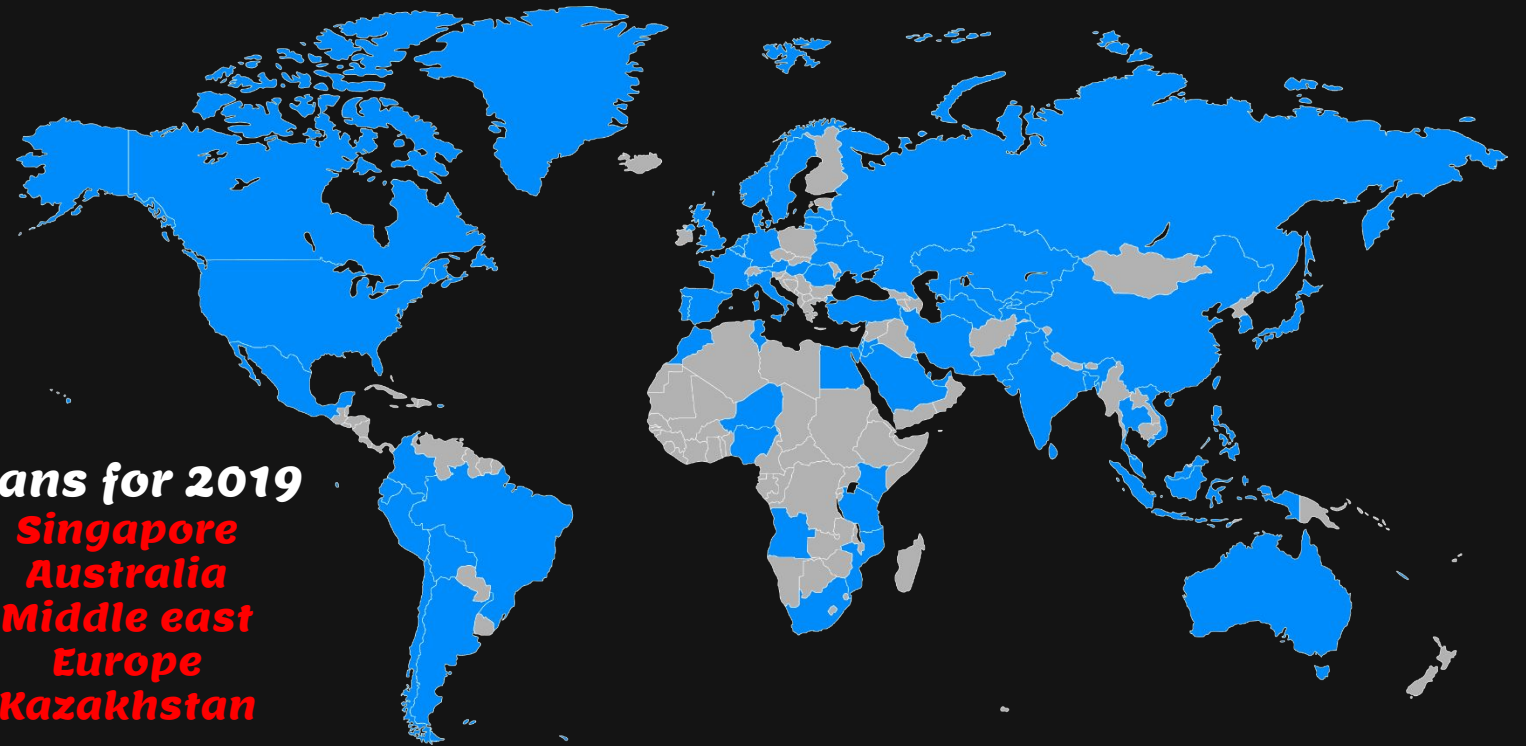 ans for 2019
Singapore
Australia
Middle east
Europe
Kazakhstan